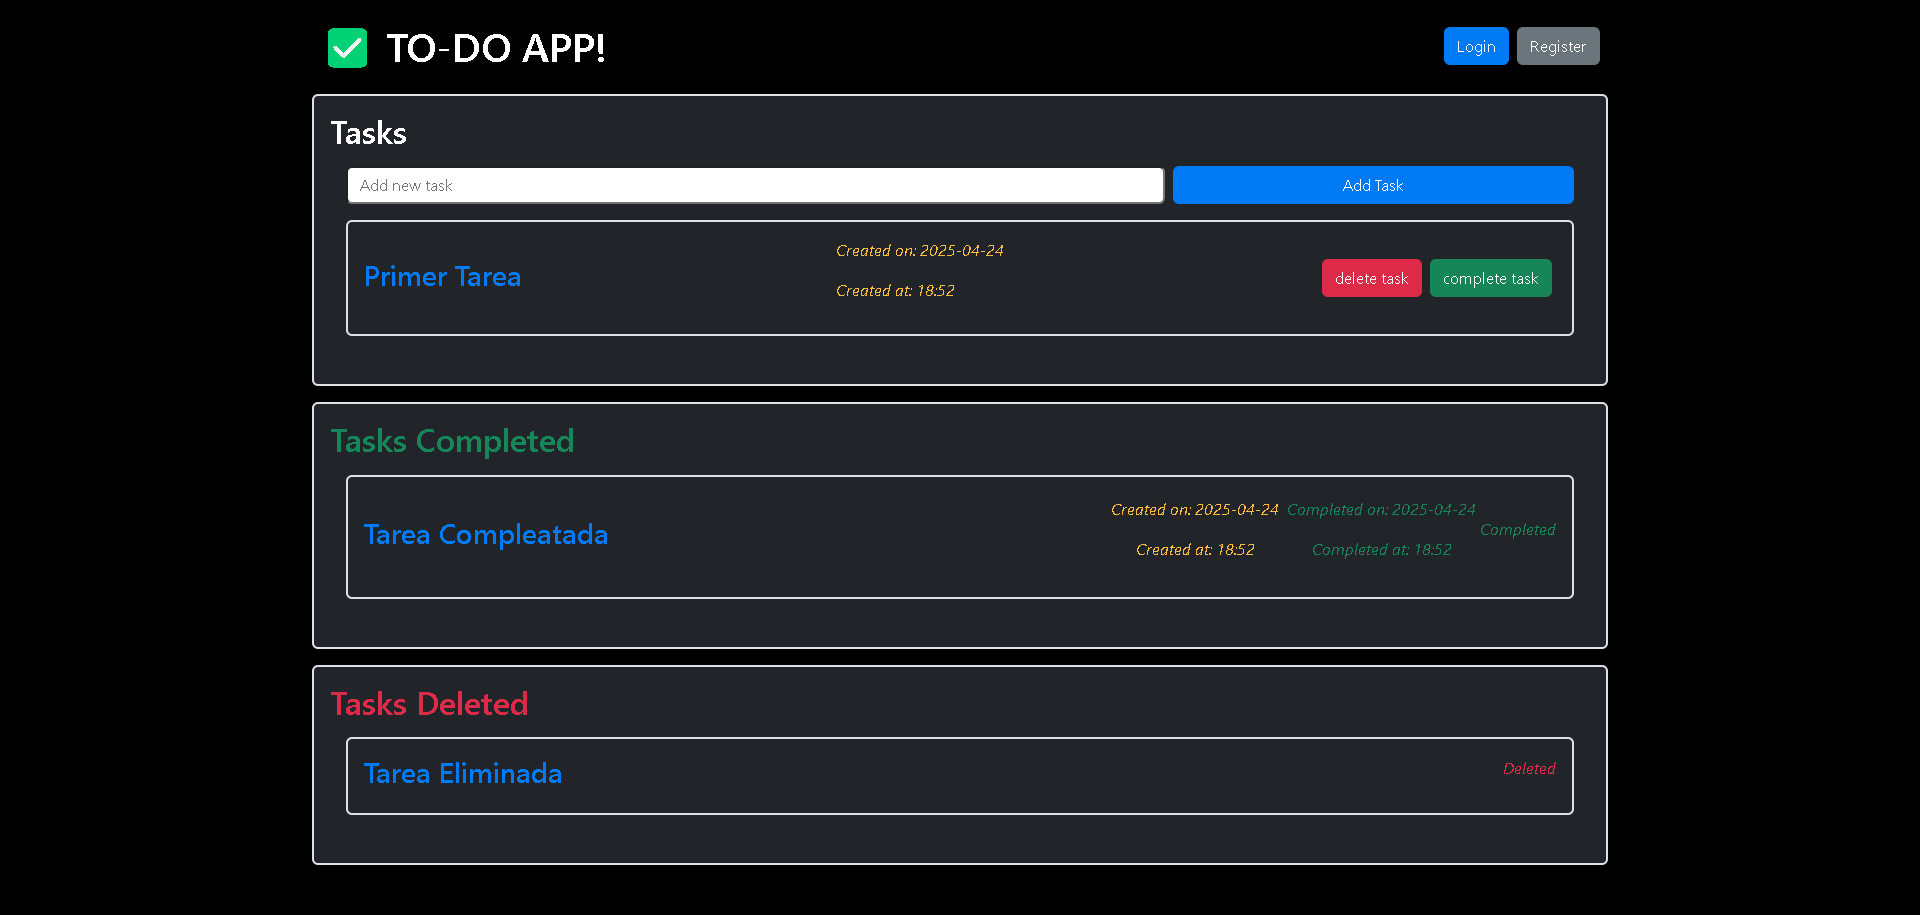 TO-DO APP!
Login
Register
Tasks
Add new task
Add Task
Primer Tarea
Created on: 2025-04-24
Created at: 18:52
delete task
complete task
Tasks Completed
Tarea Compleatada
Created on: 2025-04-24
Created at: 18:52
Completed on: 2025-04-24
Completed at: 18:52
Completed
Tasks Deleted
Tarea Eliminada
Deleted